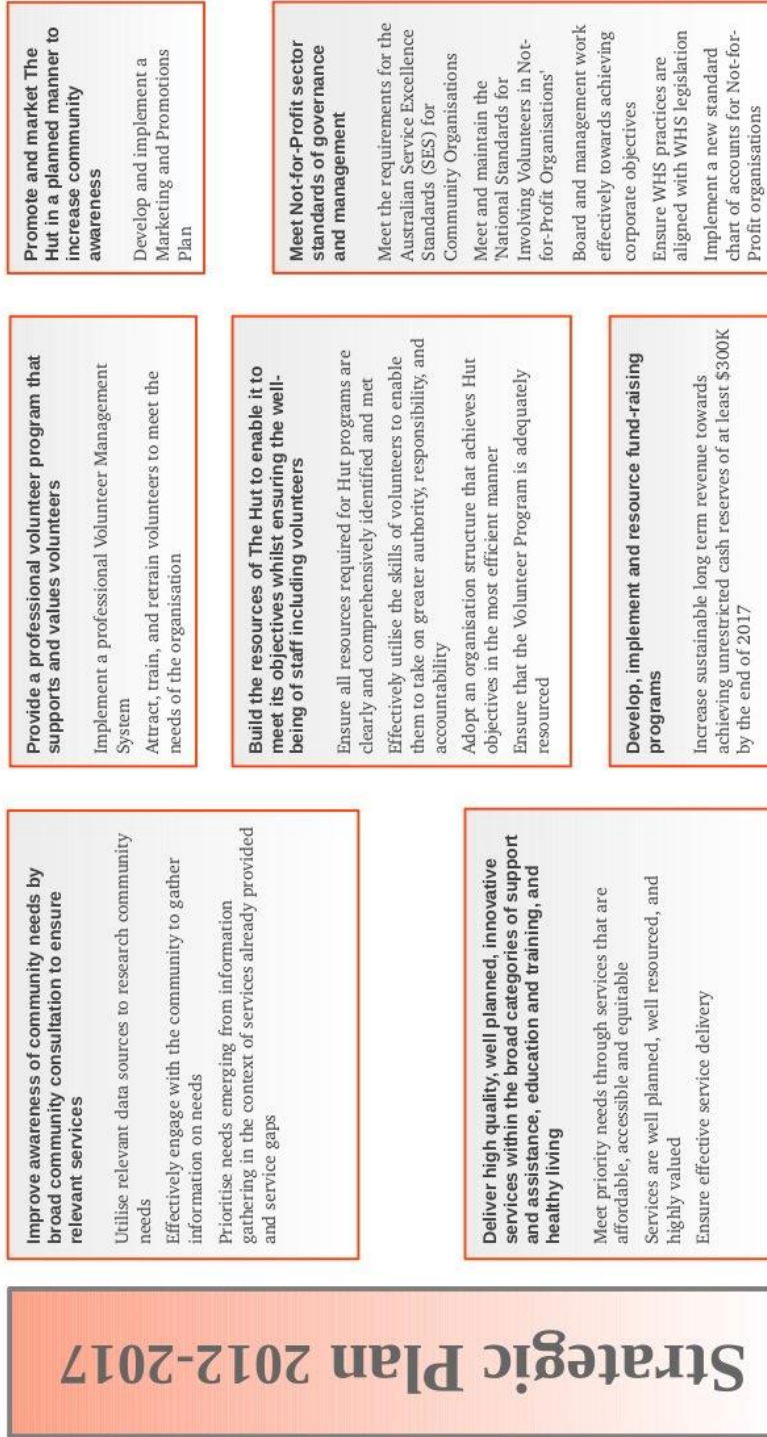 Strategic Plan 2012-2017
Improve awareness of community needs by
broad community consultation to ensure
relevant services
Utilise relevant data sources to research community
needs
Effectively engage with the community to gather
information on needs
Prioritise needs emerging from information
gathering in the context of services already provided
and service gaps
Deliver high quality, well planned, innovative
services within the broad categories of support
and assistance, education and training, and
healthy living
Meet priority needs through services that are
affordable, accessible and equitable
Services are well planned, well resourced, and
highly valued
Ensure effective service delivery
Provide a professional volunteer program that
supports and values volunteers
Implement a professional Volunteer Management
System
Attract, train, and retrain volunteers to meet the
needs of the organisation
Build the resources of The Hut to enable it to
meet its objectives whilst ensuring the well-
being of staff including volunteers
Ensure all resources required for Hut programs are
clearly and comprehensively identified and met
Effectively utilise the skills of volunteers to enable
them to take on greater authority, responsibility, and
accountability
Adopt an organisation structure that achieves Hut
objectives in the most efficient manner
Ensure that the Volunteer Program is adequately
resourced
Develop, implement and resource fund-raising
programs
Increase sustainable long term revenue towards
achieving unrestricted cash reserves of at least $300K
by the end of 2017
Promote and market The
Hut in a planned manner to
increase community
awareness
Develop and implement a
Marketing and Promotions
Plan
Meet Not-for-Profit sector
standards of governance
and management
Meet the requirements for the
Australian Service Excellence
Standards (SES) for
Community Organisations
Meet and maintain the
'National Standards for
Involving Volunteers in Not-
for-Profit Organisations'
Board and management work
effectively towards achieving
corporate objectives
Ensure WHS practices are
aligned with WHS legislation
Implement a new standard
chart of accounts for Not-for-
Profit organisations